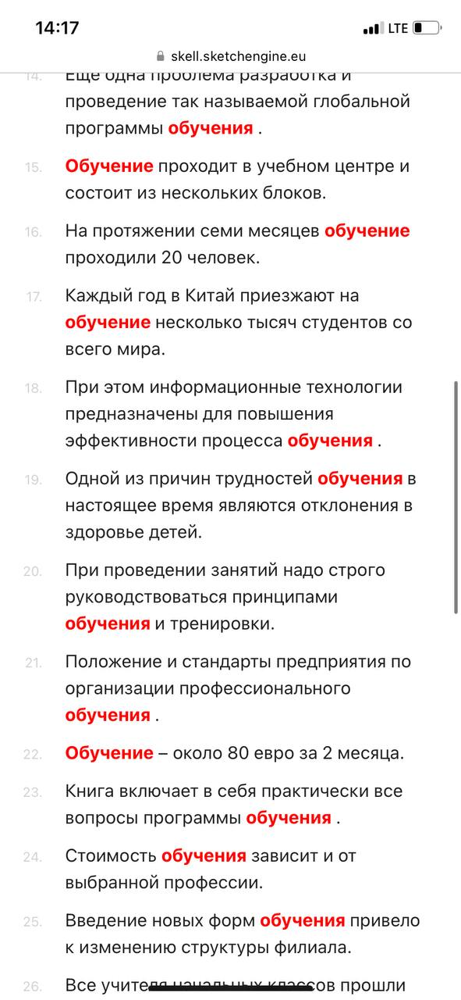 14:17
LTE
skell.sketchengine.eu
14. Еще одна проблема разработка и
проведение так называемой глобальной
программы обучения .
15. Обучение проходит в учебном центре и
состоит из нескольких блоков.
16. На протяжении семи месяцев обучение
проходили 20 человек.
17. Каждый год в Китай приезжают на
обучение несколько тысяч студентов со
всего мира.
18. При этом информационные технологии
предназначены для повышения
эффективности процесса обучения .
19. Одной из причин трудностей обучения в
настоящее время являются отклонения в
здоровье детей.
20. При проведении занятий надо строго
руководствоваться принципами
обучения и тренировки.
21. Положение и стандарты предприятия по
организации профессионального
обучения .
22. Обучение – около 80 евро за 2 месяца.
23. Книга включает в себя практически все
вопросы программы обучения .
24. Стоимость обучения зависит и от
выбранной профессии.
25. Введение новых форм обучения привело
к изменению структуры филиала.
26. Все учителя начальных классов прошли